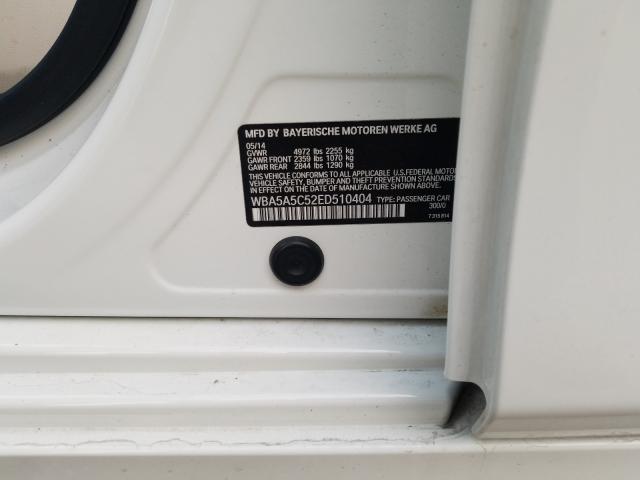 MFD BY BAYERISCHE MOTOREN WERKE AG
05/14
GVWR 4972 lbs 2255 kg
GAWR FRONT 2359 lbs 1070 kg
GAWR REAR 2844 lbs 1290 kg
THIS VEHICLE CONFORMS TO ALL APPLICABLE U.S.FEDERAL MOTOR
VEHICLE SAFETY, BUMPER AND THEFT PREVENTION STANDARDS
IN EFFECT ON THE DATE OF MANUFACTURE SHOWN ABOVE.
WBA5A5C52ED510404 TYPE: PASSENGER CAR
300/0
7 315 814